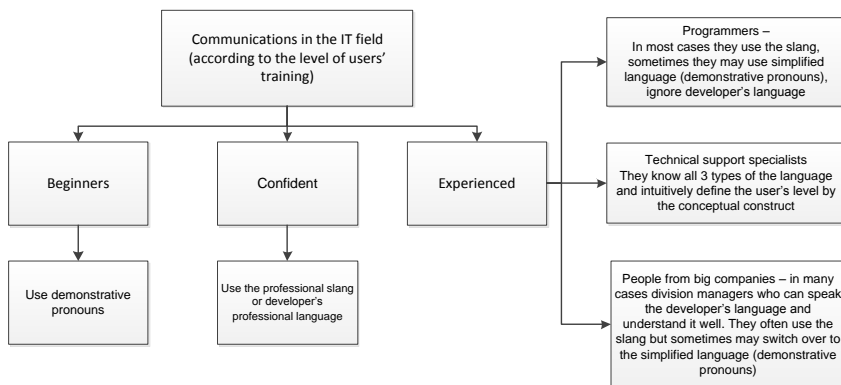 Communications in the IT field
(according to the level of users'
training)
Beginners
Confident
Experienced
Use demonstrative
pronouns
Use the professional slang
or developer's
professional language
Programmers –
In most cases they use the slang,
sometimes they may use simplified
language (demonstrative pronouns),
ignore developer's language
Technical support specialists
They know all 3 types of the language
and intuitively define the user's level by
the conceptual construct
People from big companies – in many
cases division managers who can speak
the developer's language and
understand it well. They often use the
slang but sometimes may switch over to
the simplified language (demonstrative
pronouns)